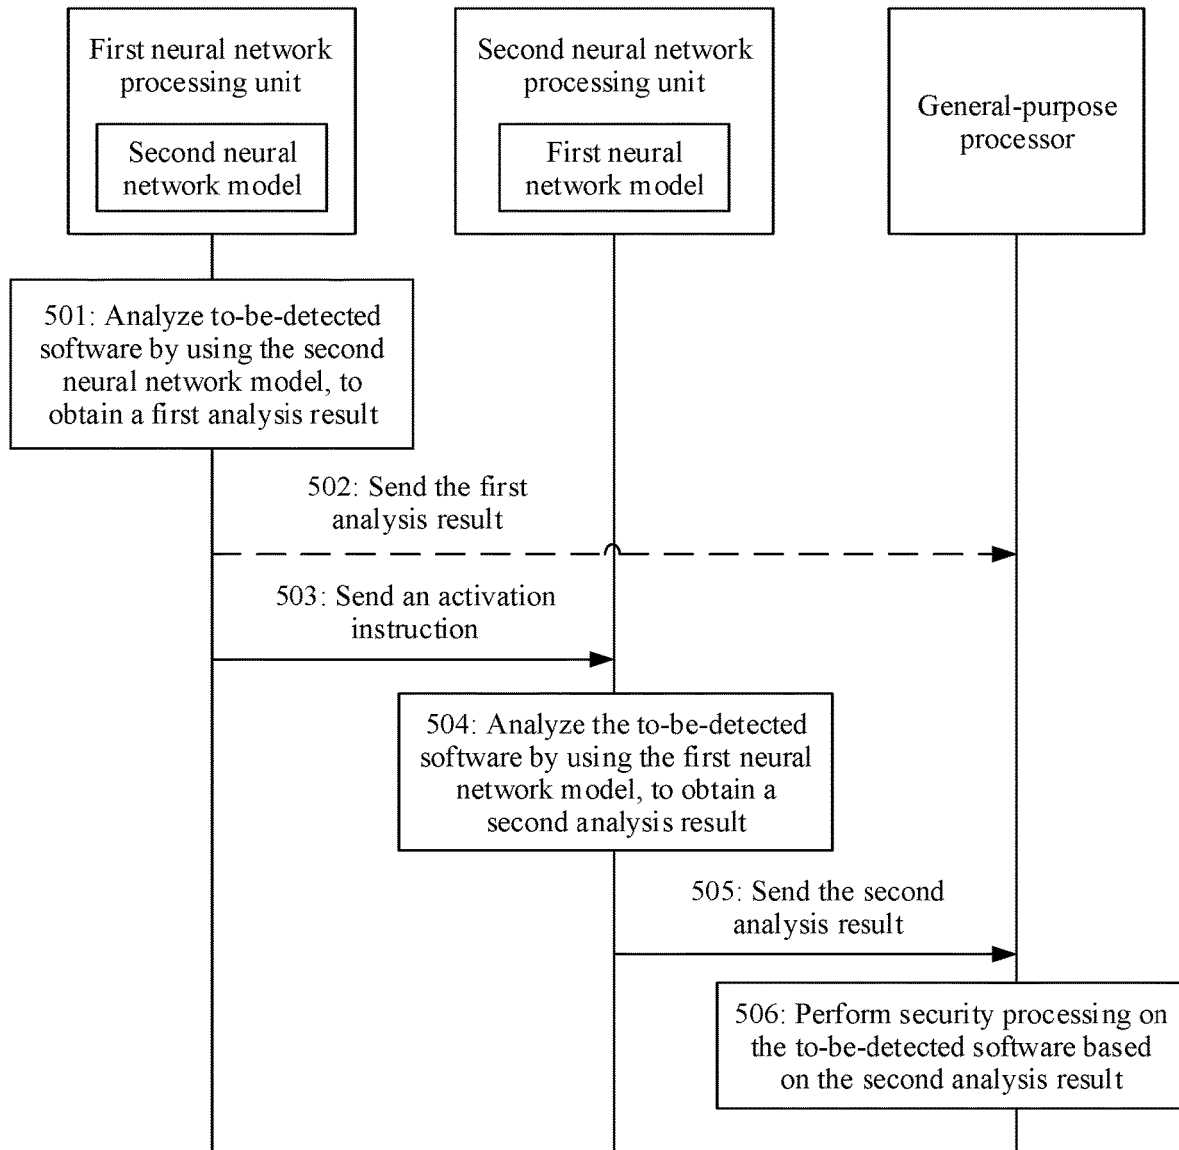 First neural network
processing unit
Second neural
network model
Second neural network
processing unit
First neural
network model
General-purpose
processor
501: Analyze to-be-detected
software by using the second
neural network model, to
obtain a first analysis result
502: Send the first
analysis result
503: Send an activation
instruction
504: Analyze the to-be-detected
software by using the first neural
network model, to obtain a
second analysis result
505: Send the second
analysis result
506: Perform security processing on
the to-be-detected software based
on the second analysis result